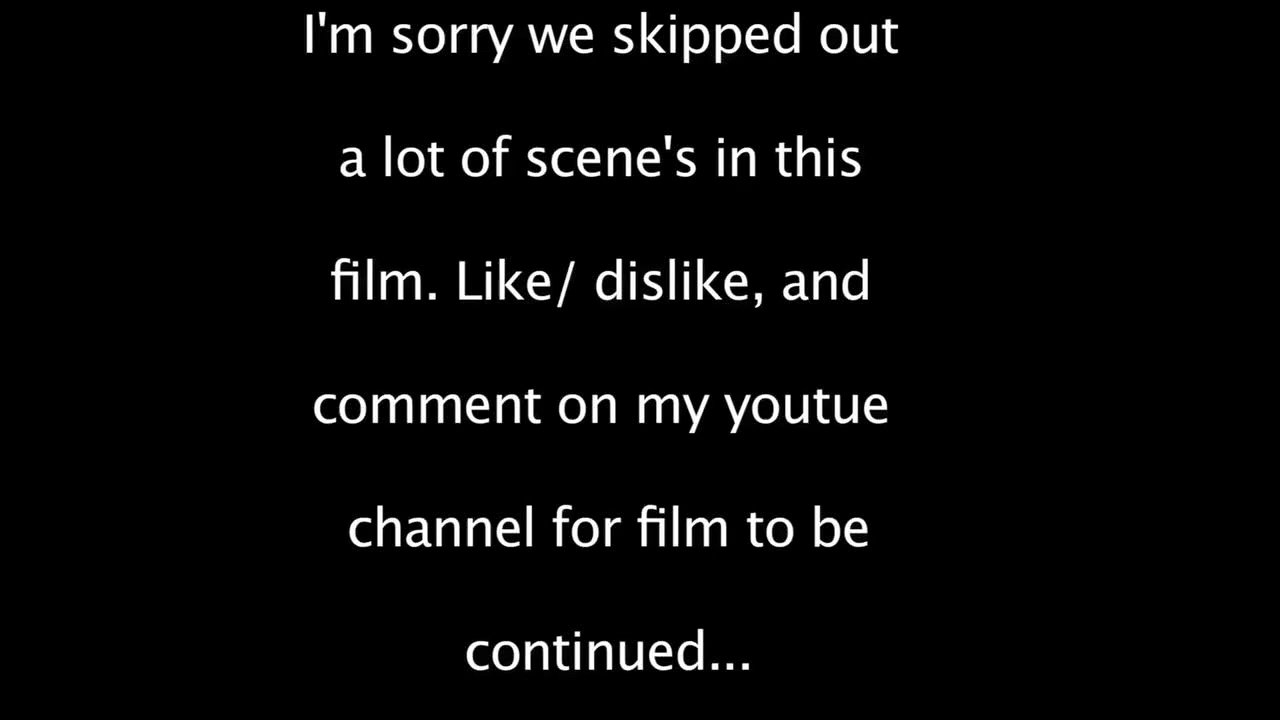 I'm sorry we skipped out
a lot of scene's in this
film. Like/ dislike, and
comment on my youtue
channel for film to be
continued...